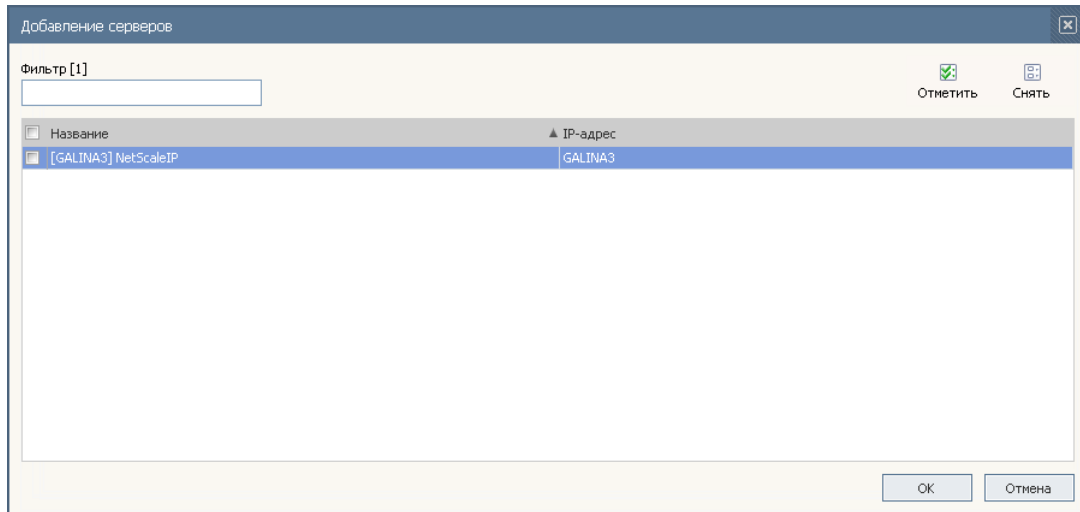 Добавление серверов
Фильтр [1]
Отметить Снять
Название IP-адрес
[GALINA3] NetScaleIP GALINA3
OK Отмена